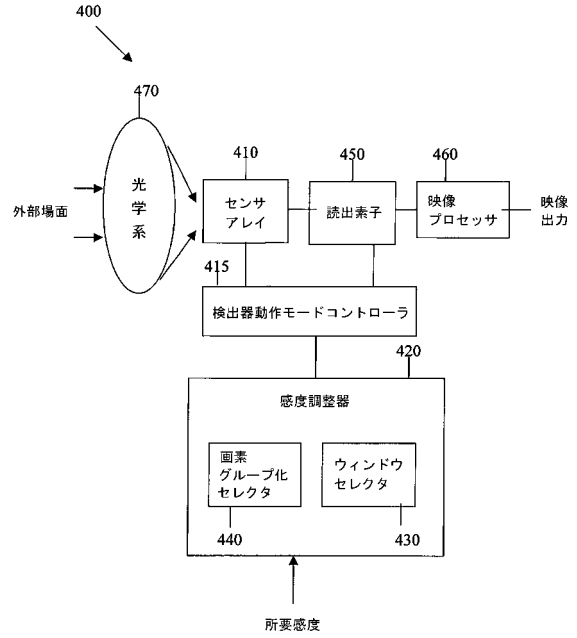 400
470
光
学
系
外部場面
410
センサ
アレイ
450
読出素子
460
映像
プロセッサ
映像
出力
415
検出器動作モードコントローラ
420
感度調整器
画素
グループ化
セレクタ
440
ウィンドウ
セレクタ
430
所要感度